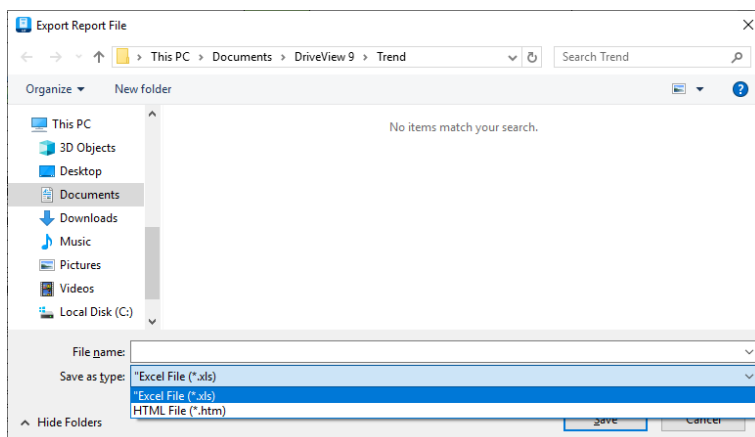 Export Report File
This PC > Documents > DriveView 9 > Trend
Search Trend
Organize
New folder
This PC
3D Objects
Desktop
Documents
Downloads
Music
Pictures
Videos
Local Disk (C:)
No items match your search.
File name:
Save as type: "Excel File (*.xls)
"Excel File (*.xls)
HTML File (*.htm)
Hide Folders
Save
Cancel